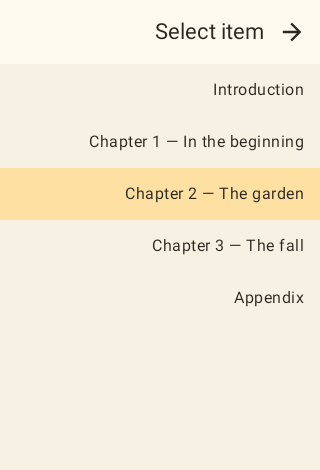 Select item
Introduction
Chapter 1 — In the beginning
Chapter 2 — The garden
Chapter 3 — The fall
Appendix